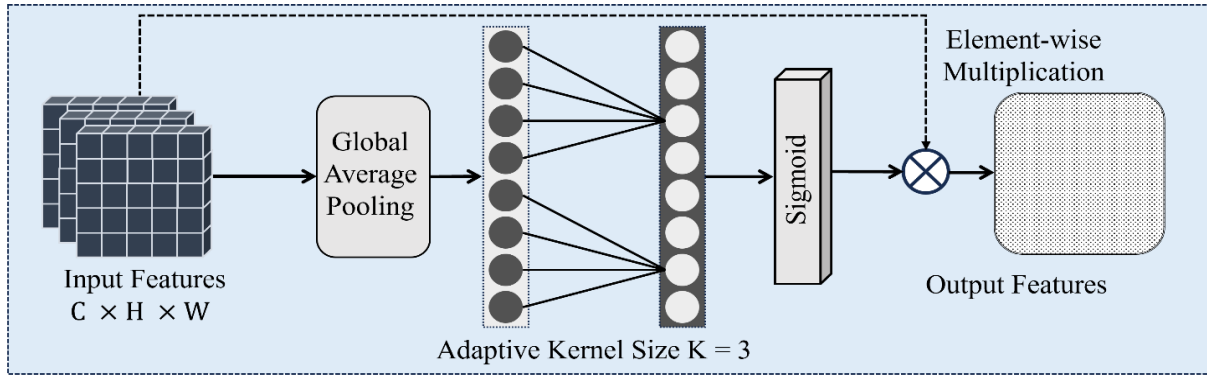 Element-wise
Multiplication
Global
Average
Pooling
Sigmoid
Input Features
C × H × W
Output Features
Adaptive Kernel Size K = 3